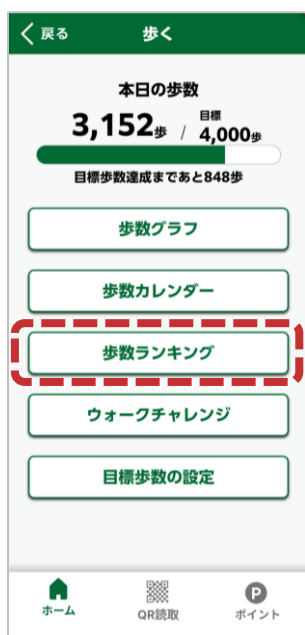 戻る 歩く
本日の歩数
目標
3,152歩 / 4,000歩
目標歩数達成まであと848歩
歩数グラフ
歩数カレンダー
歩数ランキング
ウォークチャレンジ
目標歩数の設定
P
ホーム QR読取 ポイント